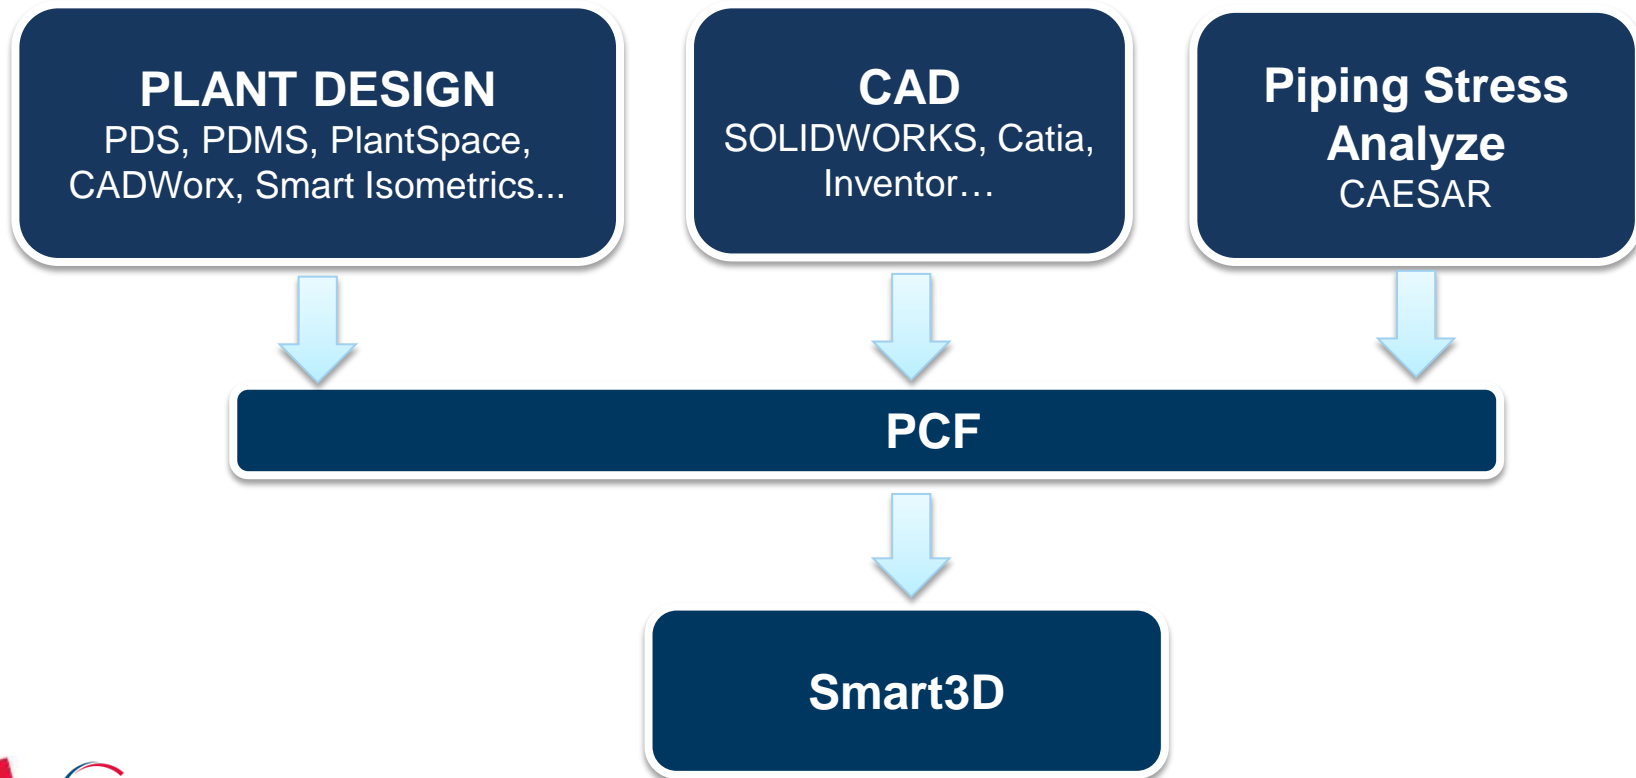 PLANT DESIGN
PDS, PDMS, PlantSpace,
CADWorx, Smart Isometrics...
CAD
SOLIDWORKS, Catia,
Inventor…
Piping Stress
Analyze
CAESAR
PCF
Smart3D